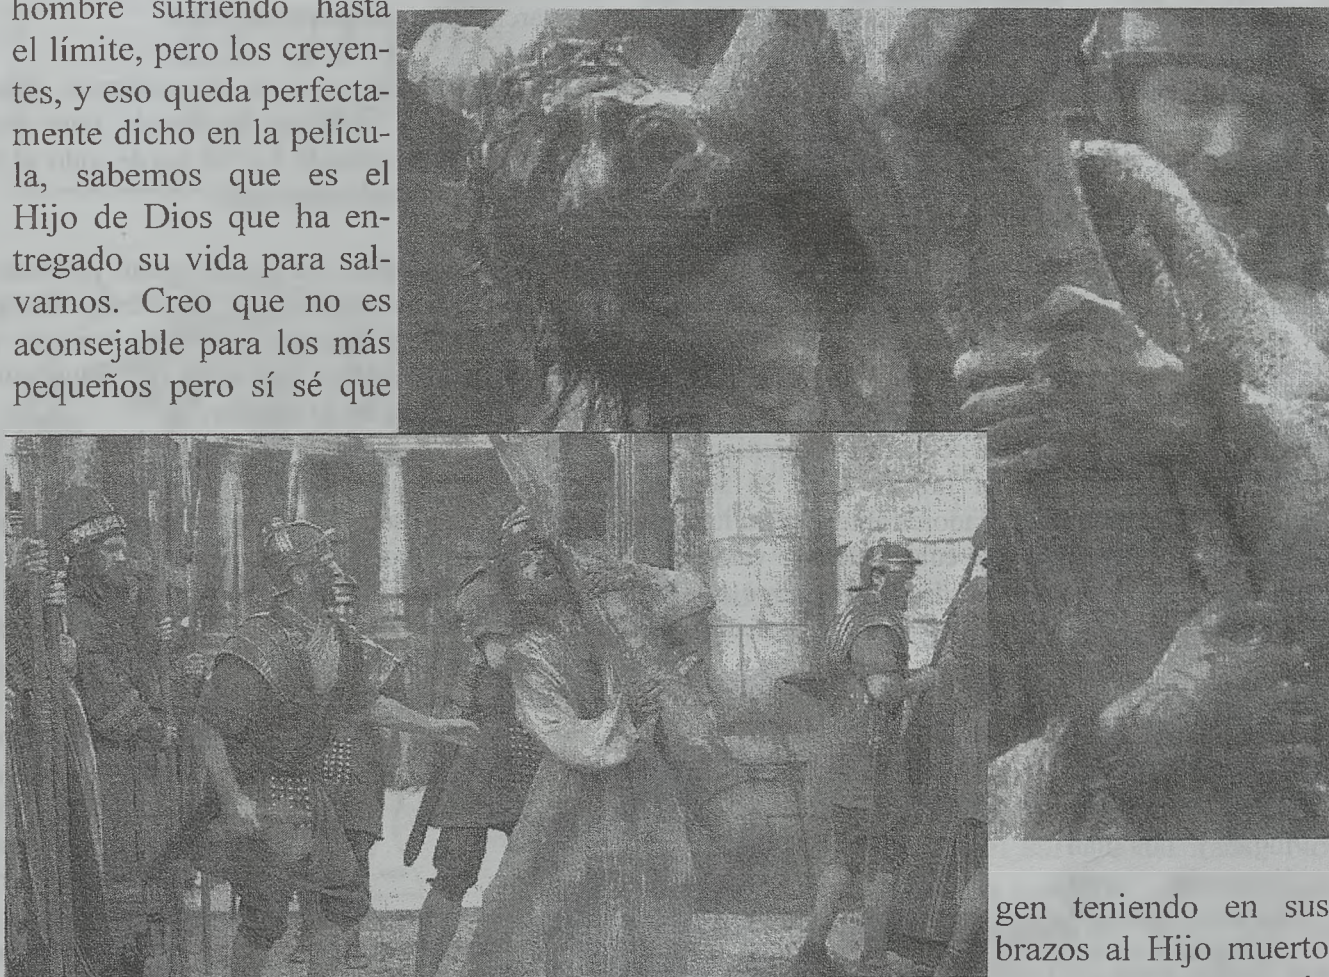 hombre sufriendo hasta
el límite, pero los creyen-
tes, y eso queda perfecta-
mente dicho en la pelícu-
la, sabemos que es el
Hijo de Dios que ha en-
tregado su vida para sal-
varnos. Creo que no es
aconsejable para los más
pequeños pero sí sé que
gen teniendo en sus
brazos al Hijo muerto